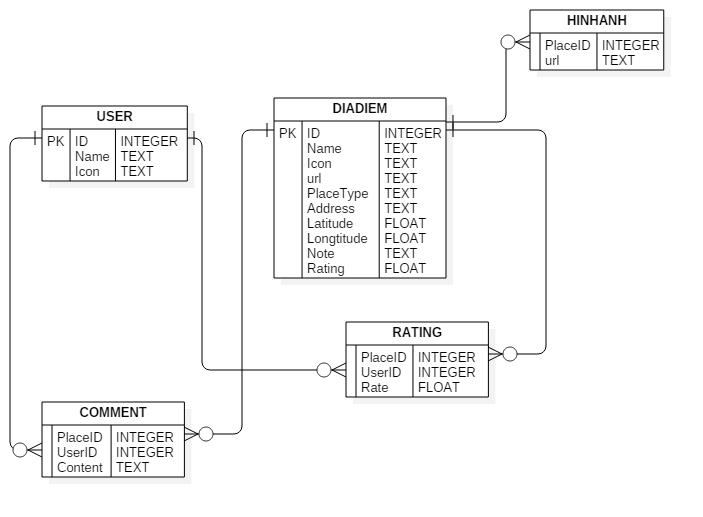 HINHANH
PlaceID INTEGER
url TEXT
USER
PK ID INTEGER
Name TEXT
Icon TEXT
DIADIEM
PK ID INTEGER
Name TEXT
Icon TEXT
url TEXT
PlaceType TEXT
Address TEXT
Latitude FLOAT
Longtitude FLOAT
Note TEXT
Rating FLOAT
RATING
PlaceID INTEGER
UserID INTEGER
Rate FLOAT
COMMENT
PlaceID INTEGER
UserID INTEGER
Content TEXT